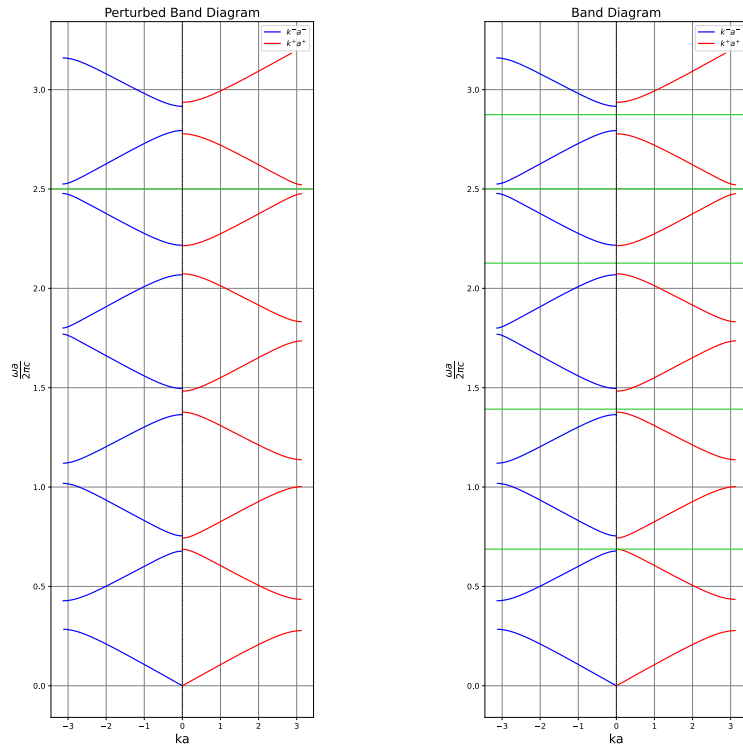 Perturbed Band Diagram
k⁻a⁻
k⁺a⁺
3.0
2.5
2.0
1.5
1.0
0.5
0.0
ωa
2πc
−3 −2 −1 0 1 2 3
ka
Band Diagram
k⁻a⁻
k⁺a⁺
3.0
2.5
2.0
1.5
1.0
0.5
0.0
ωa
2πc
−3 −2 −1 0 1 2 3
ka